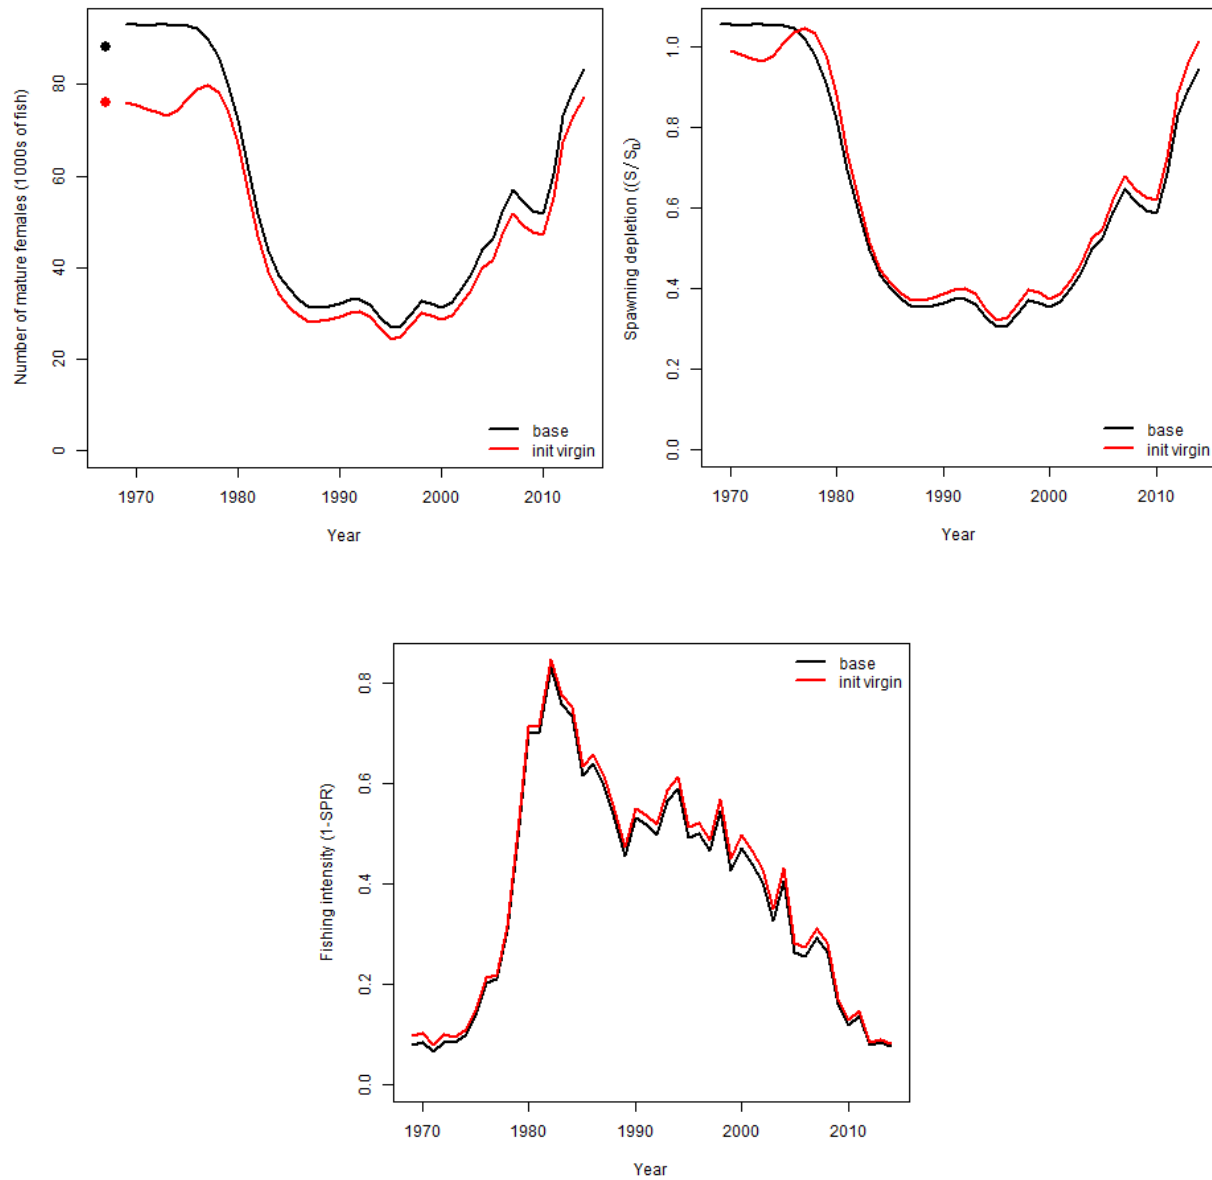 Number of mature females (1000s of fish)
80
60
40
20
0
base
init virgin
1970 1980 1990 2000 2010
Year
Spawning depletion ((S/S0)
1.0
0.8
0.6
0.4
0.2
0.0
base
init virgin
1970 1980 1990 2000 2010
Year
Fishing intensity (1-SPR)
0.8
0.6
0.4
0.2
0.0
base
init virgin
1970 1980 1990 2000 2010
Year